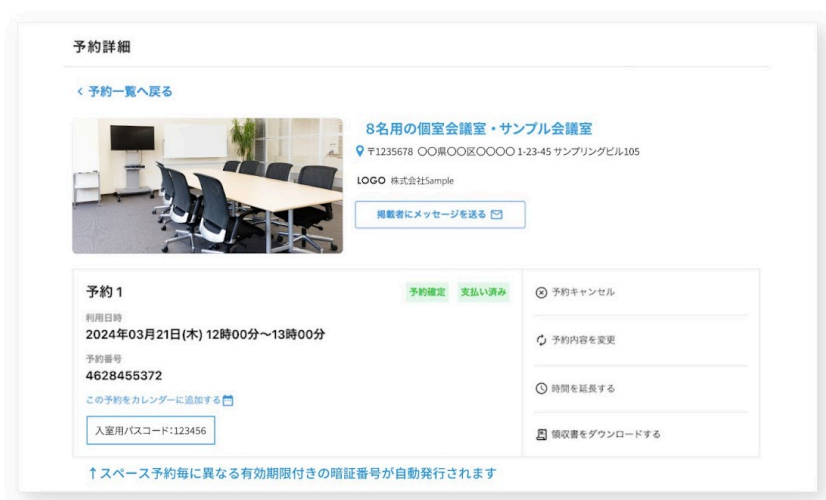 予約詳細
予約一覧へ戻る
8名用の個室会議室・サンプル会議室
〒1235678 〇〇県〇〇区〇〇〇〇 1-23-45 サンプリングビル105
LOGO 株式会社Sample
掲載者にメッセージを送る
予約 1 予約確定 支払い済み
利用日時
2024年03月21日(木) 12時00分〜13時00分
予約番号
4628455372
この予約をカレンダーに追加する
入室用パスコード:123456
予約キャンセル
予約内容を変更
時間を延長する
領収書をダウンロードする
↑スペース予約毎に異なる有効期限付きの暗証番号が自動発行されます